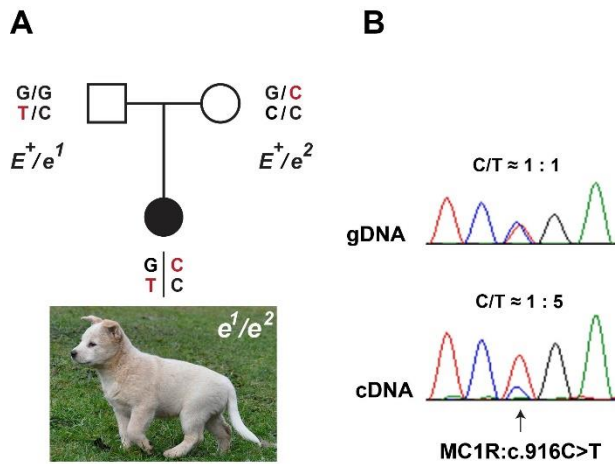 A
G/G
T/C
E+/e1
G/C
C/C
E+/e2
G | C
T | C
e1/e2
B
C/T ≈ 1 : 1
gDNA
C/T ≈ 1 : 5
cDNA
MC1R:c.916C>T